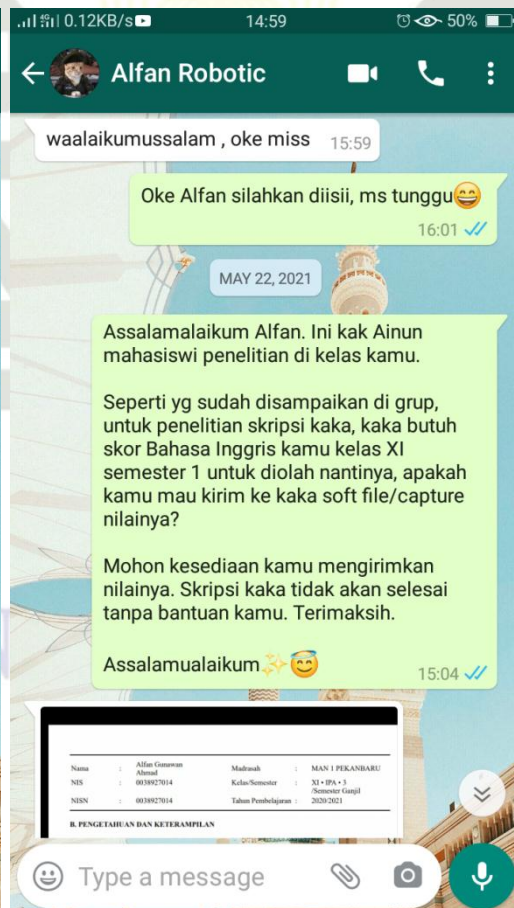 0.12KB/s 14:59 50%
Alfan Robotic
waalaikumussalam , oke miss 15:59
Oke Alfan silahkan diisii, ms tunggu😄
16:01
MAY 22, 2021
Assalamalaikum Alfan. Ini kak Ainun
mahasiswi penelitian di kelas kamu.
Seperti yg sudah disampaikan di grup,
untuk penelitian skripsi kaka, kaka butuh
skor Bahasa Inggris kamu kelas XI
semester 1 untuk diolah nantinya, apakah
kamu mau kirim ke kaka soft file/capture
nilainya?
Mohon kesediaan kamu mengirimkan
nilainya. Skripsi kaka tidak akan selesai
tanpa bantuan kamu. Terimaksih.
Assalamualaikum✨😇
15:04
Nama : Alfan Gunawan Madrasah : MAN 1 PEKANBARU
Ahmad
NIS : 0038927014 Kelas/Semester : XI • IPA • 3
/Semester Ganjil
NISN : 0038927014 Tahun Pembelajaran : 2020/2021
B. PENGETAHUAN DAN KETERAMPILAN
Type a message